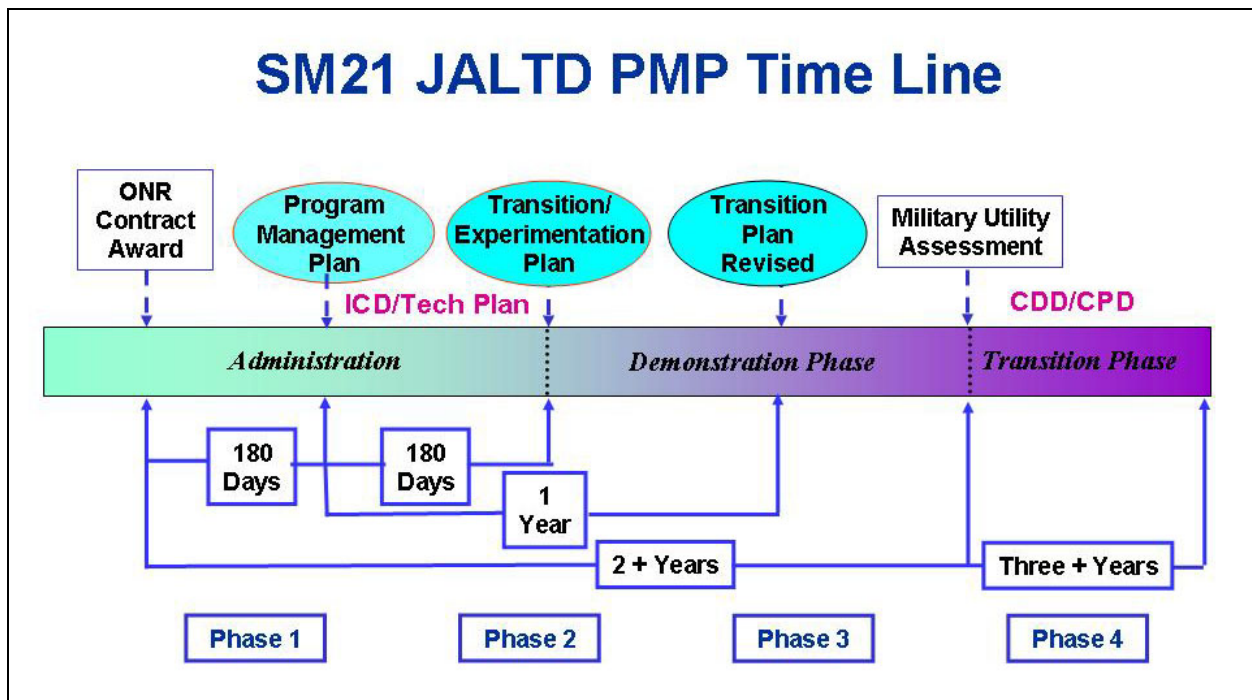 SM21 JALTD PMP Time Line
ONR
Contract
Award
Program
Management
Plan
Transition/
Experimentation
Plan
Transition
Plan
Revised
Military Utility
Assessment
ICD/Tech Plan
CDD/CPD
Administration
Demonstration Phase
Transition Phase
180
Days
180
Days
1
Year
2 + Years
Three + Years
Phase 1
Phase 2
Phase 3
Phase 4